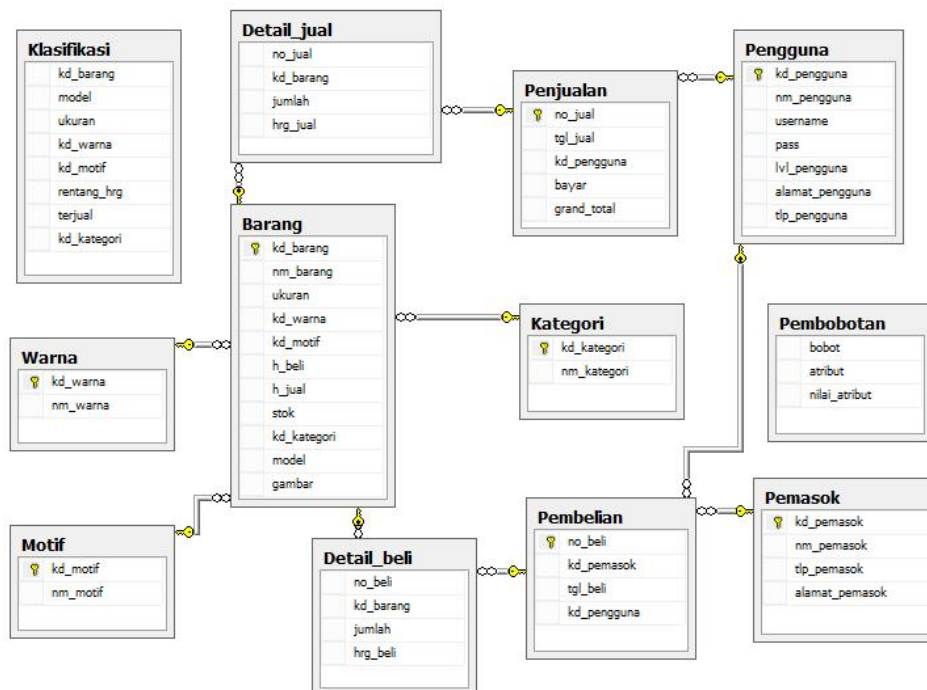 Klasifikasi
kd_barang
model
ukuran
kd_warna
kd_motif
rentang_hrg
terjual
kd_kategori
Detail_jual
no_jual
kd_barang
jumlah
hrg_jual
Penjualan
no_jual
tgl_jual
kd_pengguna
bayar
grand_total
Pengguna
kd_pengguna
nm_pengguna
username
pass
lvl_pengguna
alamat_pengguna
tlp_pengguna
Barang
kd_barang
nm_barang
ukuran
kd_warna
kd_motif
h_beli
h_jual
stok
kd_kategori
model
gambar
Kategori
kd_kategori
nm_kategori
Pembobotan
bobot
atribut
nilai_atribut
Warna
kd_warna
nm_warna
Motif
kd_motif
nm_motif
Detail_beli
no_beli
kd_barang
jumlah
hrg_beli
Pembelian
no_beli
kd_pemasok
tgl_beli
kd_pengguna
Pemasok
kd_pemasok
nm_pemasok
tlp_pemasok
alamat_pemasok